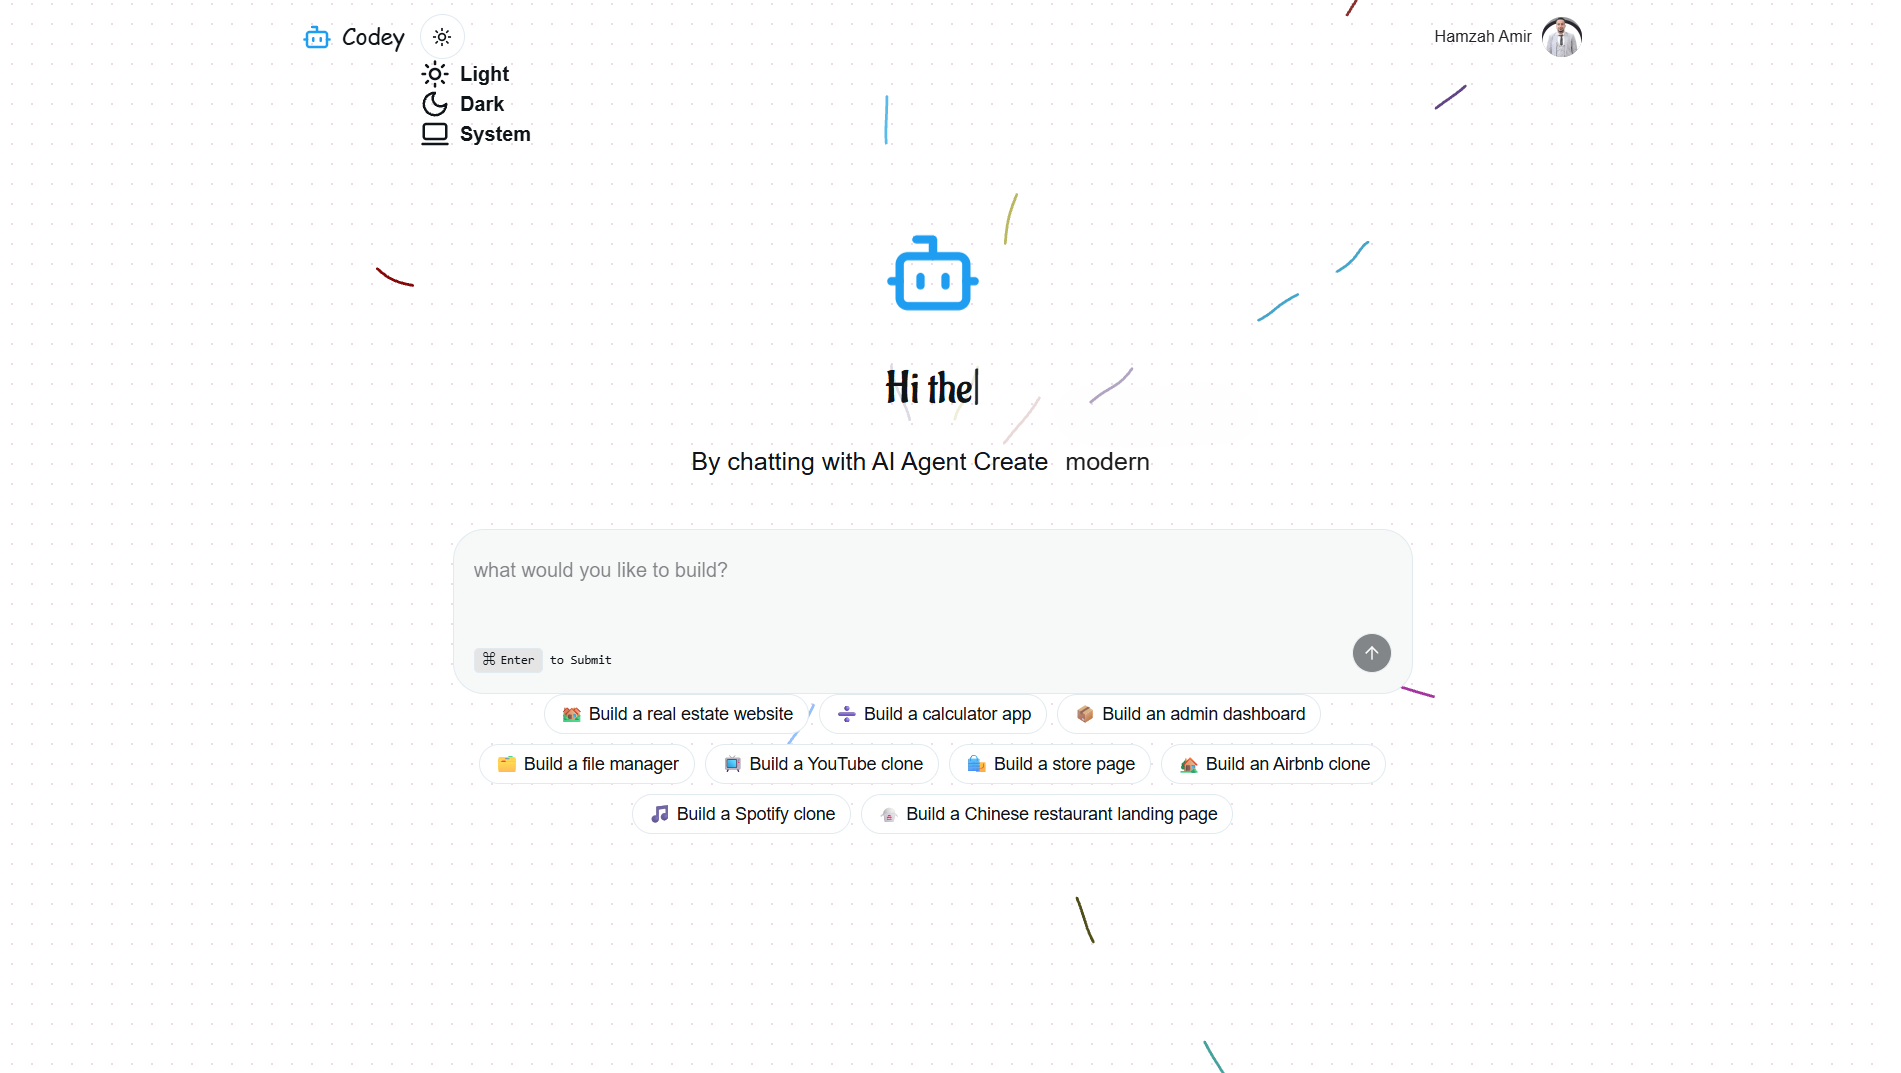 Codey
Hamzah Amir
Light
Dark
System
Hi the
By chatting with AI Agent Create modern
what would you like to build?
⌘ Enter to Submit
Build a real estate website
Build a calculator app
Build an admin dashboard
Build a file manager
Build a YouTube clone
Build a store page
Build an Airbnb clone
Build a Spotify clone
Build a Chinese restaurant landing page